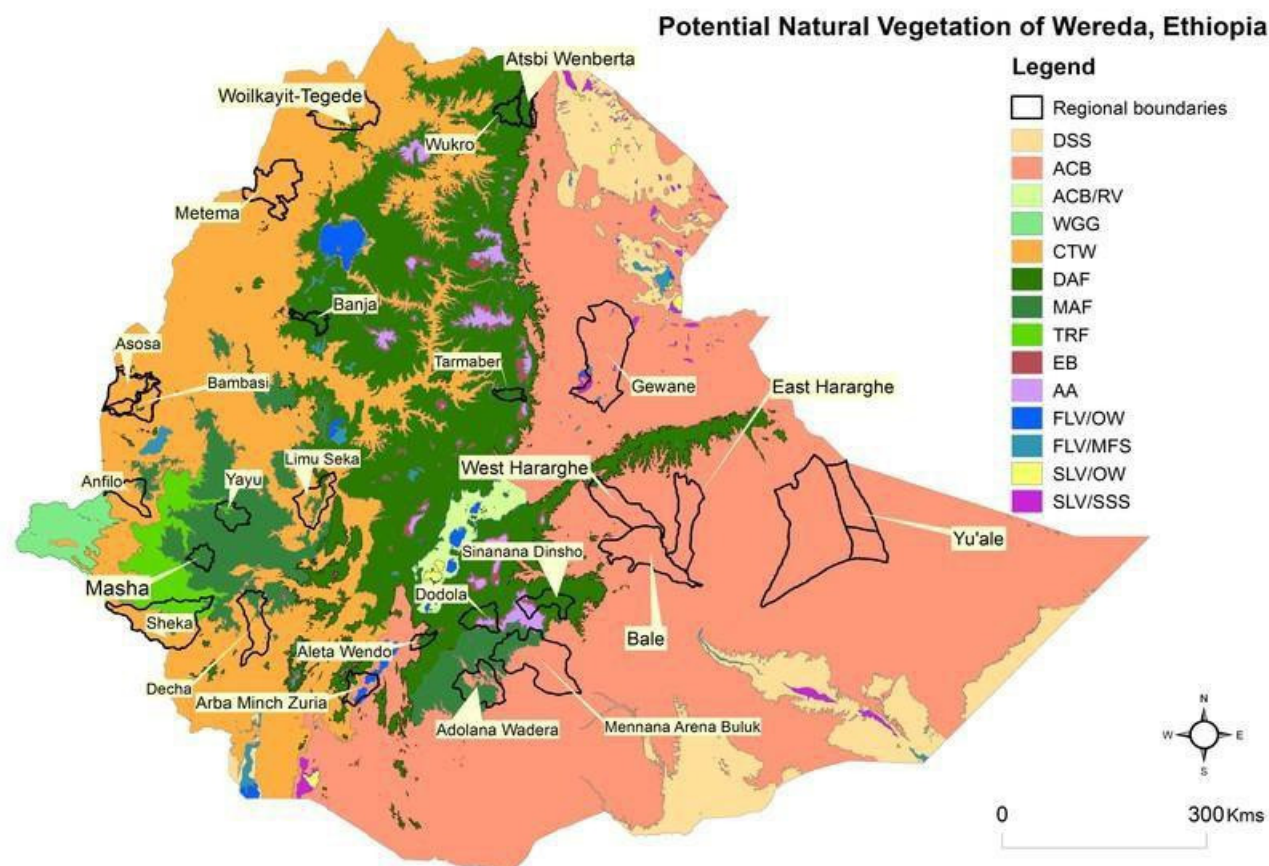 Potential Natural Vegetation of Wereda, Ethiopia
Legend
Regional boundaries
DSS
ACB
ACB/RV
WGG
CTW
DAF
MAF
TRF
EB
AA
FLV/OW
FLV/MFS
SLV/OW
SLV/SSS
Atsbi Wenberta
Woilkayit-Tegede
Wukro
Metema
Banja
Asosa
Bambasi
Tarmaber
Gewane
East Hararghe
West Hararghe
Limu Seka
Anfilo
Yayu
Yu'ale
Sinanana Dinsho
Masha
Dodola
Sheka
Bale
Aleta Wendo
Decha
Arba Minch Zuria
Adolana Wadera
Mennana Arena Buluk
N
W E
S
0 300 Kms